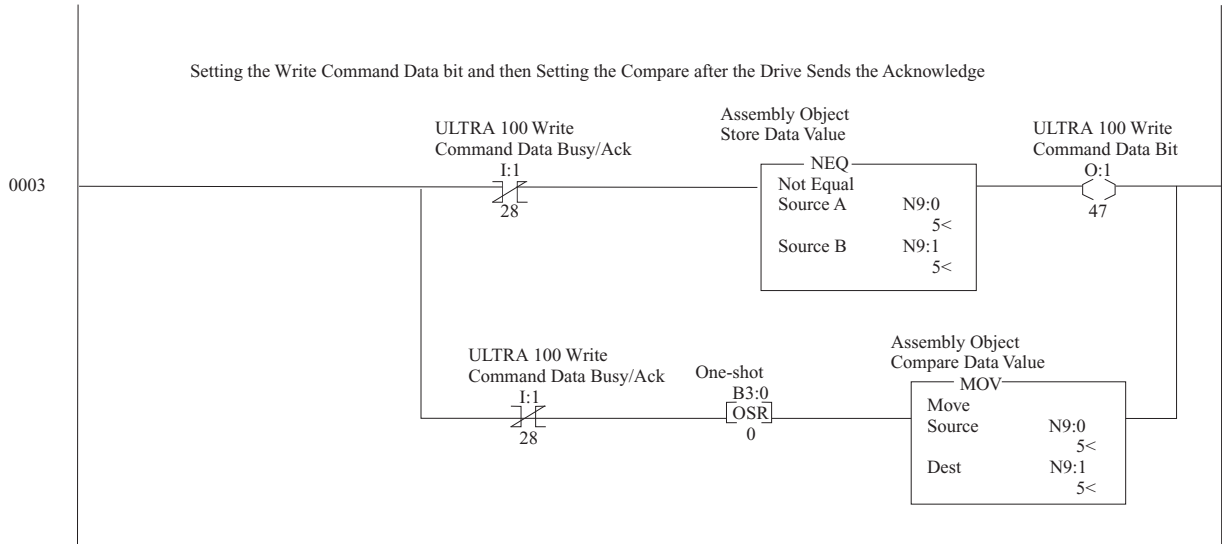 Setting the Write Command Data bit and then Setting the Compare after the Drive Sends the Acknowledge
0003
ULTRA 100 Write
Command Data Busy/Ack
I:1
28
Assembly Object
Store Data Value
NEQ
Not Equal
Source A N9:0
5<
Source B N9:1
5<
ULTRA 100 Write
Command Data Bit
O:1
47
ULTRA 100 Write
Command Data Busy/Ack
I:1
28
One-shot
B3:0
OSR
0
Assembly Object
Compare Data Value
MOV
Move
Source N9:0
5<
Dest N9:1
5<